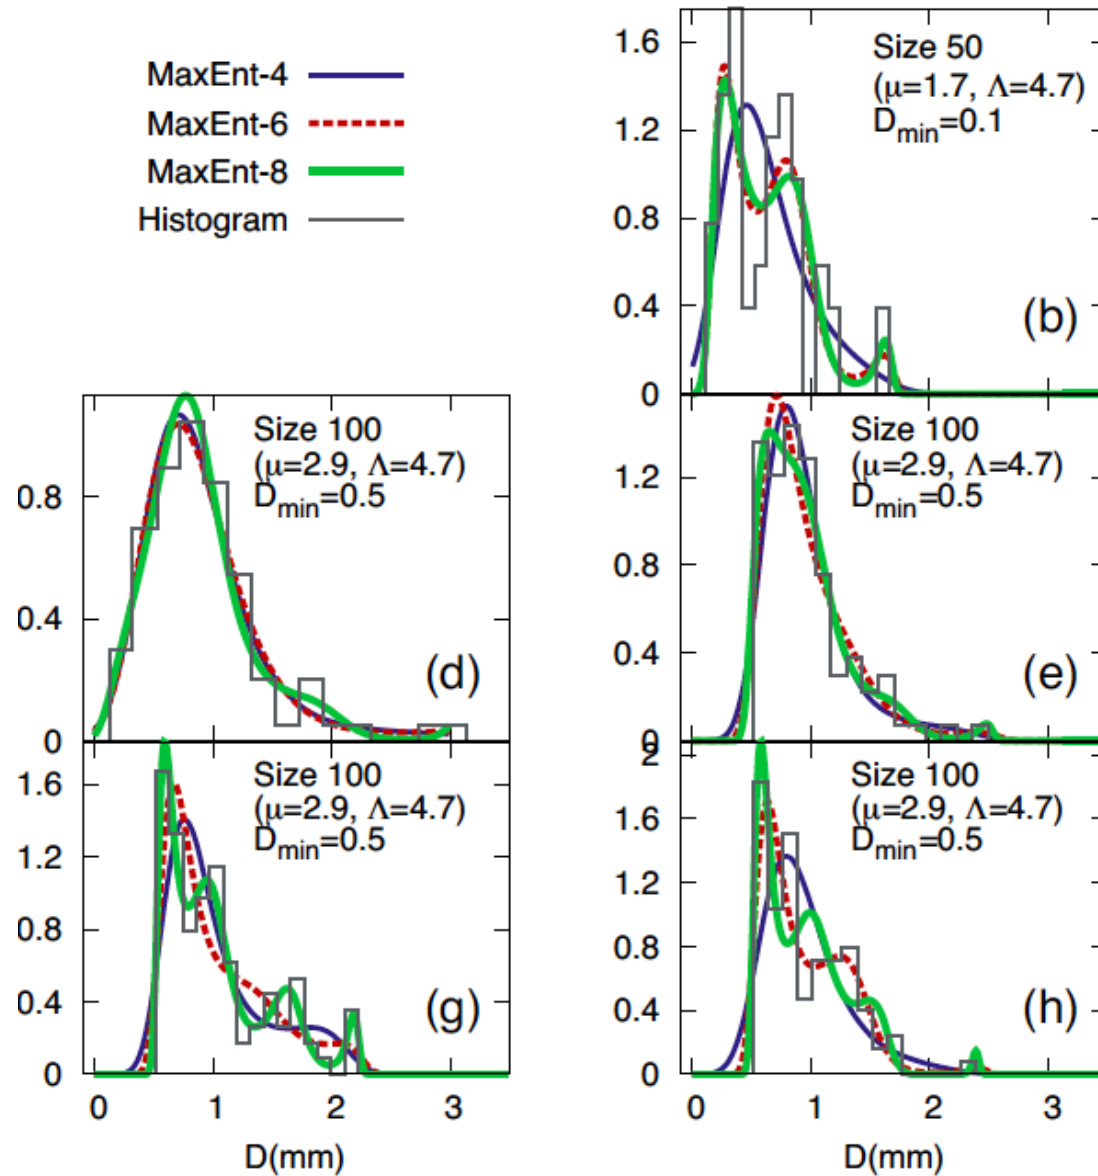 MaxEnt-4
MaxEnt-6
MaxEnt-8
Histogram
1.6
1.2
0.8
0.4
0
Size 50
(μ=1.7, Λ=4.7)
D_min=0.1
(b)
0.8
0.4
0
Size 100
(μ=2.9, Λ=4.7)
D_min=0.5
(d)
1.2
0.8
0.4
0
Size 100
(μ=2.9, Λ=4.7)
D_min=0.5
(e)
1.6
1.2
0.8
0.4
0
Size 100
(μ=2.9, Λ=4.7)
D_min=0.5
(g)
0 1 2 3
D(mm)
2
1.6
1.2
0.8
0.4
0
Size 100
(μ=2.9, Λ=4.7)
D_min=0.5
(h)
0 1 2 3
D(mm)